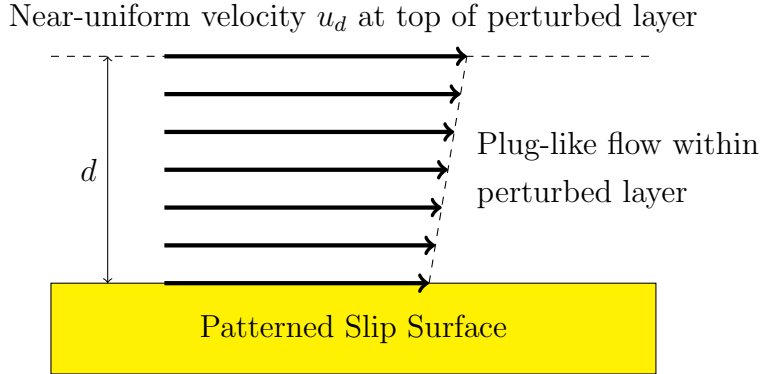 Near-uniform velocity u_d at top of perturbed layer
d
Plug-like flow within
perturbed layer
Patterned Slip Surface